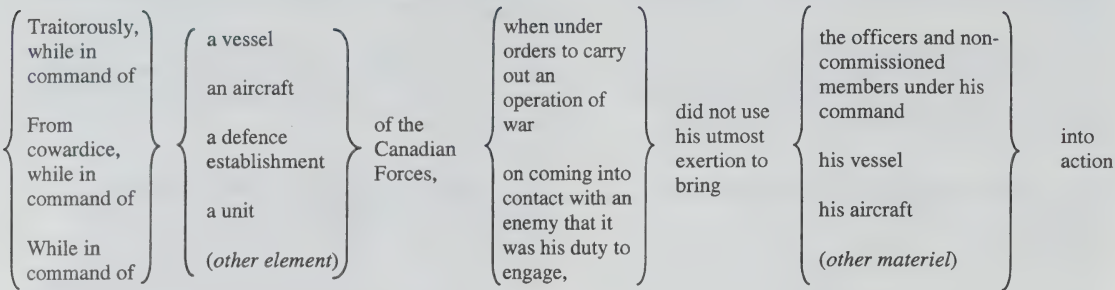 Traitorously,
while in
command of
From
cowardice,
while in
command of
While in
command of
a vessel
an aircraft
a defence
establishment
a unit
(other element)
of the
Canadian
Forces,
when under
orders to carry
out an
operation of
war
on coming into
contact with an
enemy that it
was his duty to
engage,
did not use
his utmost
exertion to
bring
the officers and non-
commissioned
members under his
command
his vessel
his aircraft
(other materiel)
into
action